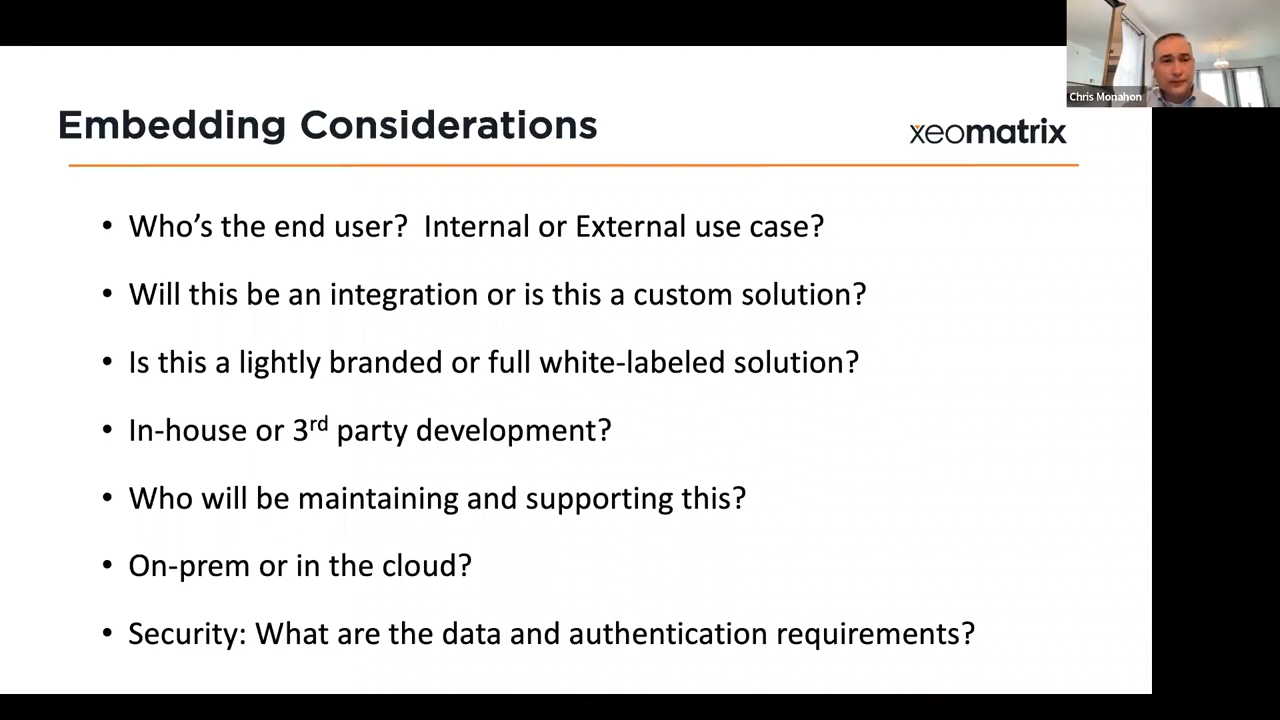 Chris Monahon
Embedding Considerations
xeomatrix
• Who’s the end user?  Internal or External use case?
• Will this be an integration or is this a custom solution?
• Is this a lightly branded or full white-labeled solution?
• In-house or 3rd party development?
• Who will be maintaining and supporting this?
• On-prem or in the cloud?
• Security: What are the data and authentication requirements?